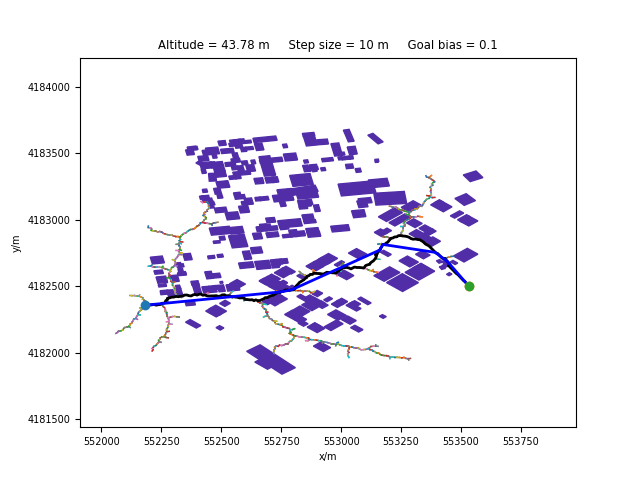 Altitude = 43.78 m Step size = 10 m Goal bias = 0.1
4184000
4183500
4183000
4182500
4182000
4181500
y/m
552000 552250 552500 552750 553000 553250 553500 553750
x/m